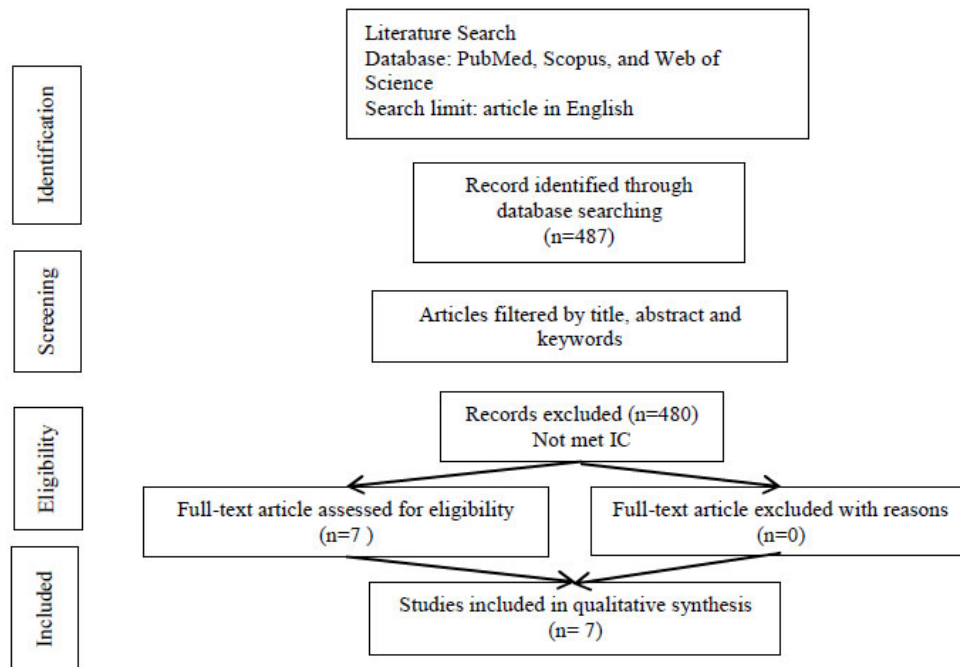 Literature Search
Database: PubMed, Scopus, and Web of
Science
Search limit: article in English
Identification
Record identified through
database searching
(n=487)
Screening
Articles filtered by title, abstract and
keywords
Eligibility
Records excluded (n=480)
Not met IC
Full-text article assessed for eligibility
(n=7 )
Full-text article excluded with reasons
(n=0)
Included
Studies included in qualitative synthesis
(n= 7)